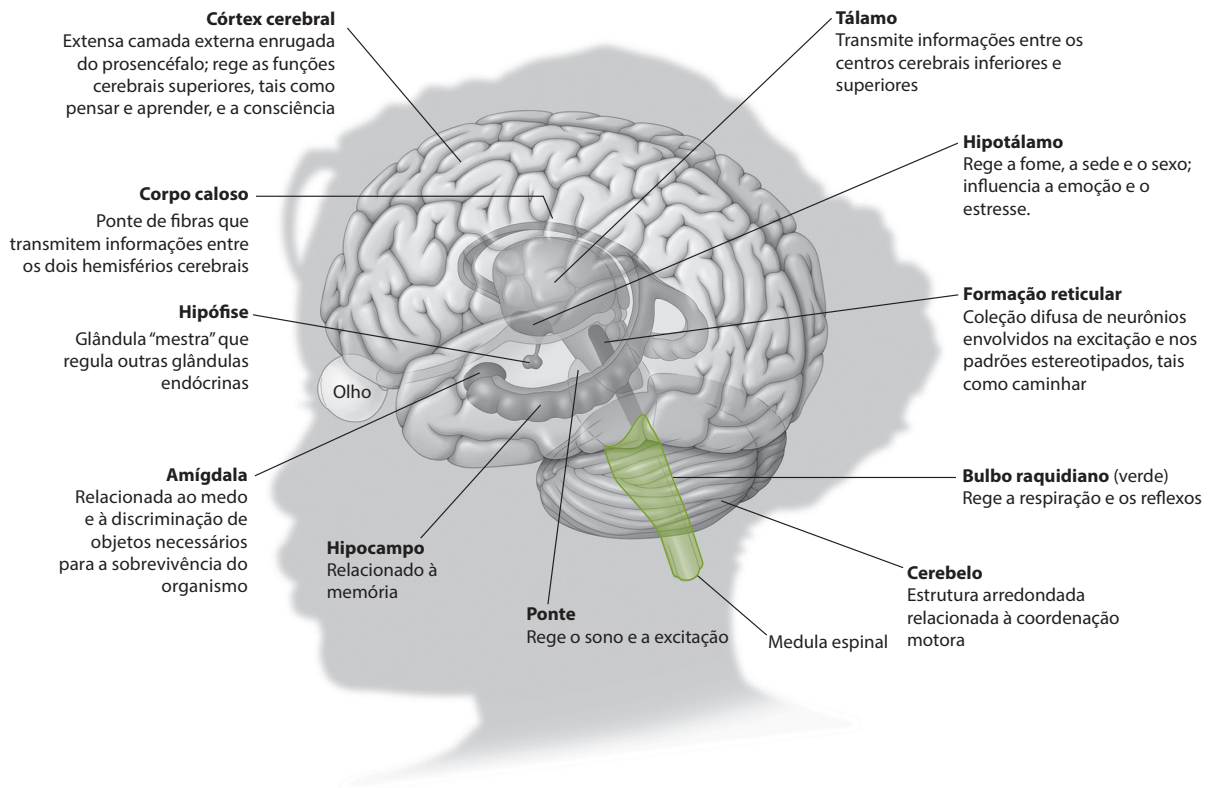 Córtex cerebral
Extensa camada externa enrugada
do prosencéfalo; rege as funções
cerebrais superiores, tais como
pensar e aprender, e a consciência
Tálamo
Transmite informações entre os
centros cerebrais inferiores e
superiores
Hipotálamo
Rege a fome, a sede e o sexo;
influencia a emoção e o
estresse.
Corpo caloso
Ponte de fibras que
transmitem informações entre
os dois hemisférios cerebrais
Formação reticular
Coleção difusa de neurônios
envolvidos na excitação e nos
padrões estereotipados, tais
como caminhar
Hipófise
Glândula “mestra” que
regula outras glândulas
endócrinas
Olho
Amígdala
Relacionada ao medo
e à discriminação de
objetos necessários
para a sobrevivência do
organismo
Bulbo raquidiano (verde)
Rege a respiração e os reflexos
Hipocampo
Relacionado à
memória
Cerebelo
Estrutura arredondada
relacionada à coordenação
motora
Ponte
Rege o sono e a excitação
Medula espinal